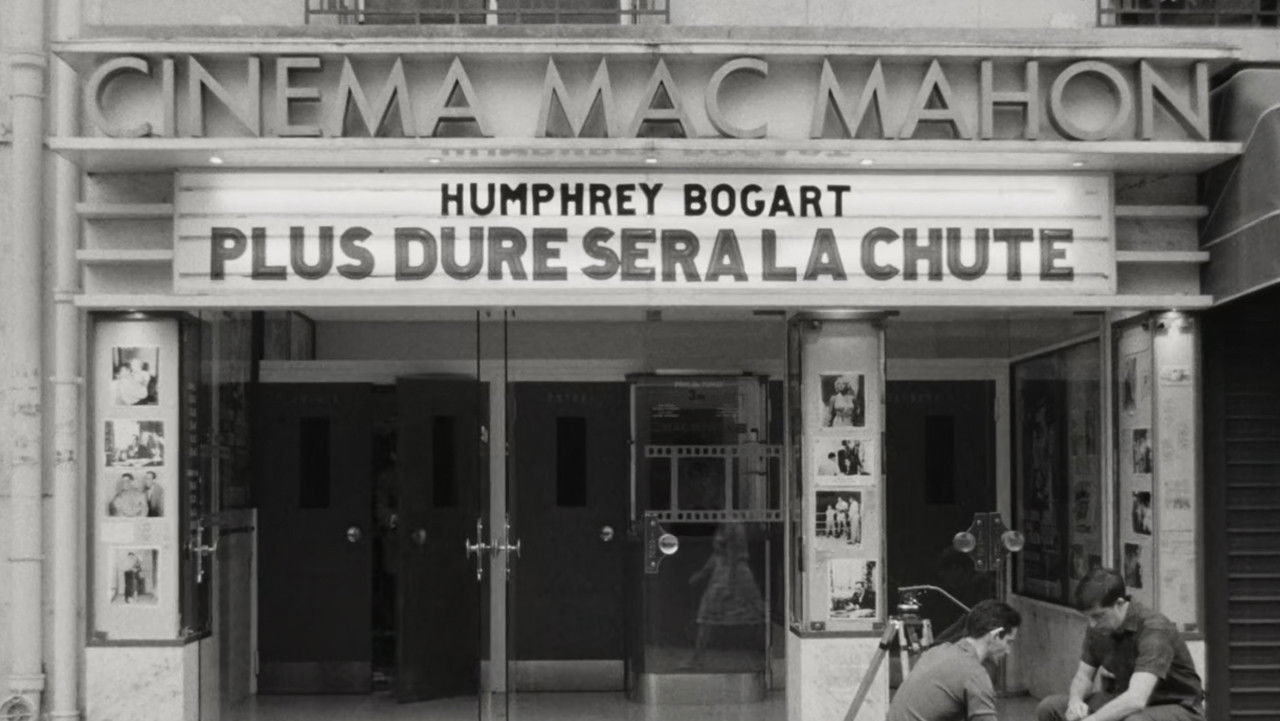 CINEMA MAC MAHON
HUMPHREY BOGART
PLUS DURE SERA LA CHUTE